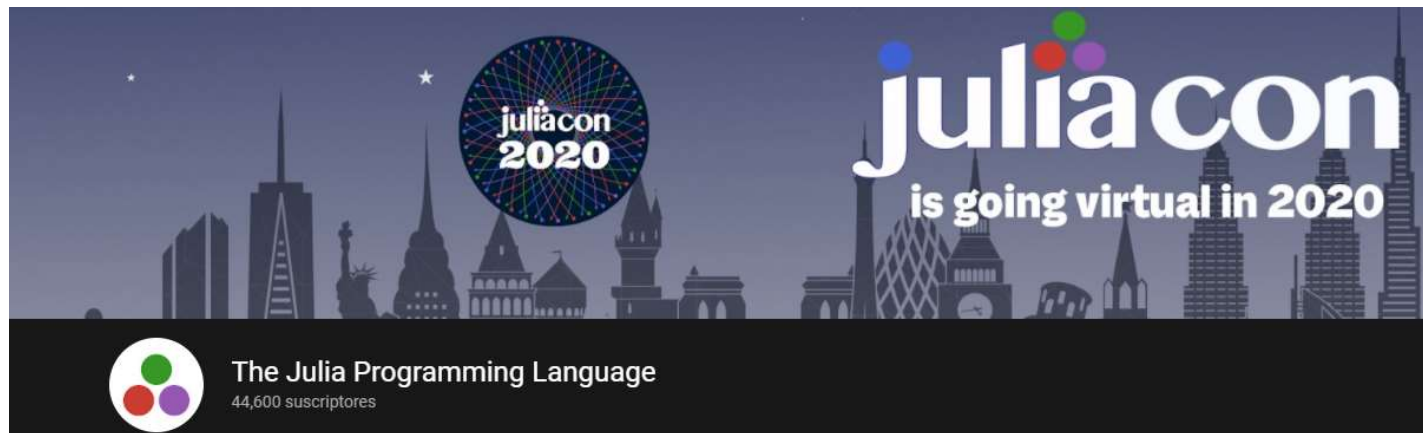 juliacon
2020
juliacon
is going virtual in 2020
The Julia Programming Language
44,600 suscriptores